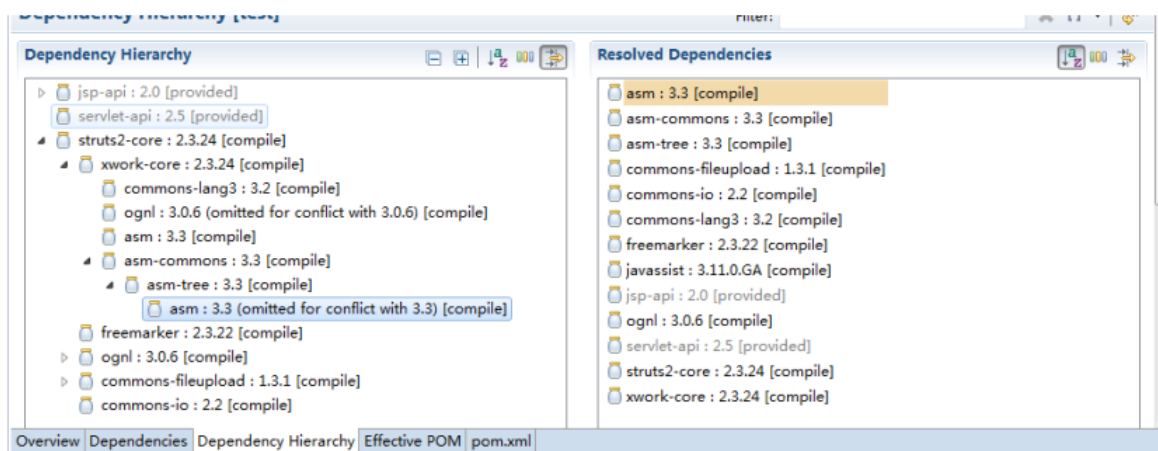 Dependency Hierarchy [test]
Filter:
Dependency Hierarchy
jsp-api : 2.0 [provided]
servlet-api : 2.5 [provided]
struts2-core : 2.3.24 [compile]
xwork-core : 2.3.24 [compile]
commons-lang3 : 3.2 [compile]
ognl : 3.0.6 (omitted for conflict with 3.0.6) [compile]
asm : 3.3 [compile]
asm-commons : 3.3 [compile]
asm-tree : 3.3 [compile]
asm : 3.3 (omitted for conflict with 3.3) [compile]
freemarker : 2.3.22 [compile]
ognl : 3.0.6 [compile]
commons-fileupload : 1.3.1 [compile]
commons-io : 2.2 [compile]
Resolved Dependencies
asm : 3.3 [compile]
asm-commons : 3.3 [compile]
asm-tree : 3.3 [compile]
commons-fileupload : 1.3.1 [compile]
commons-io : 2.2 [compile]
commons-lang3 : 3.2 [compile]
freemarker : 2.3.22 [compile]
javassist : 3.11.0.GA [compile]
jsp-api : 2.0 [provided]
ognl : 3.0.6 [compile]
servlet-api : 2.5 [provided]
struts2-core : 2.3.24 [compile]
xwork-core : 2.3.24 [compile]
Overview Dependencies Dependency Hierarchy Effective POM pom.xml